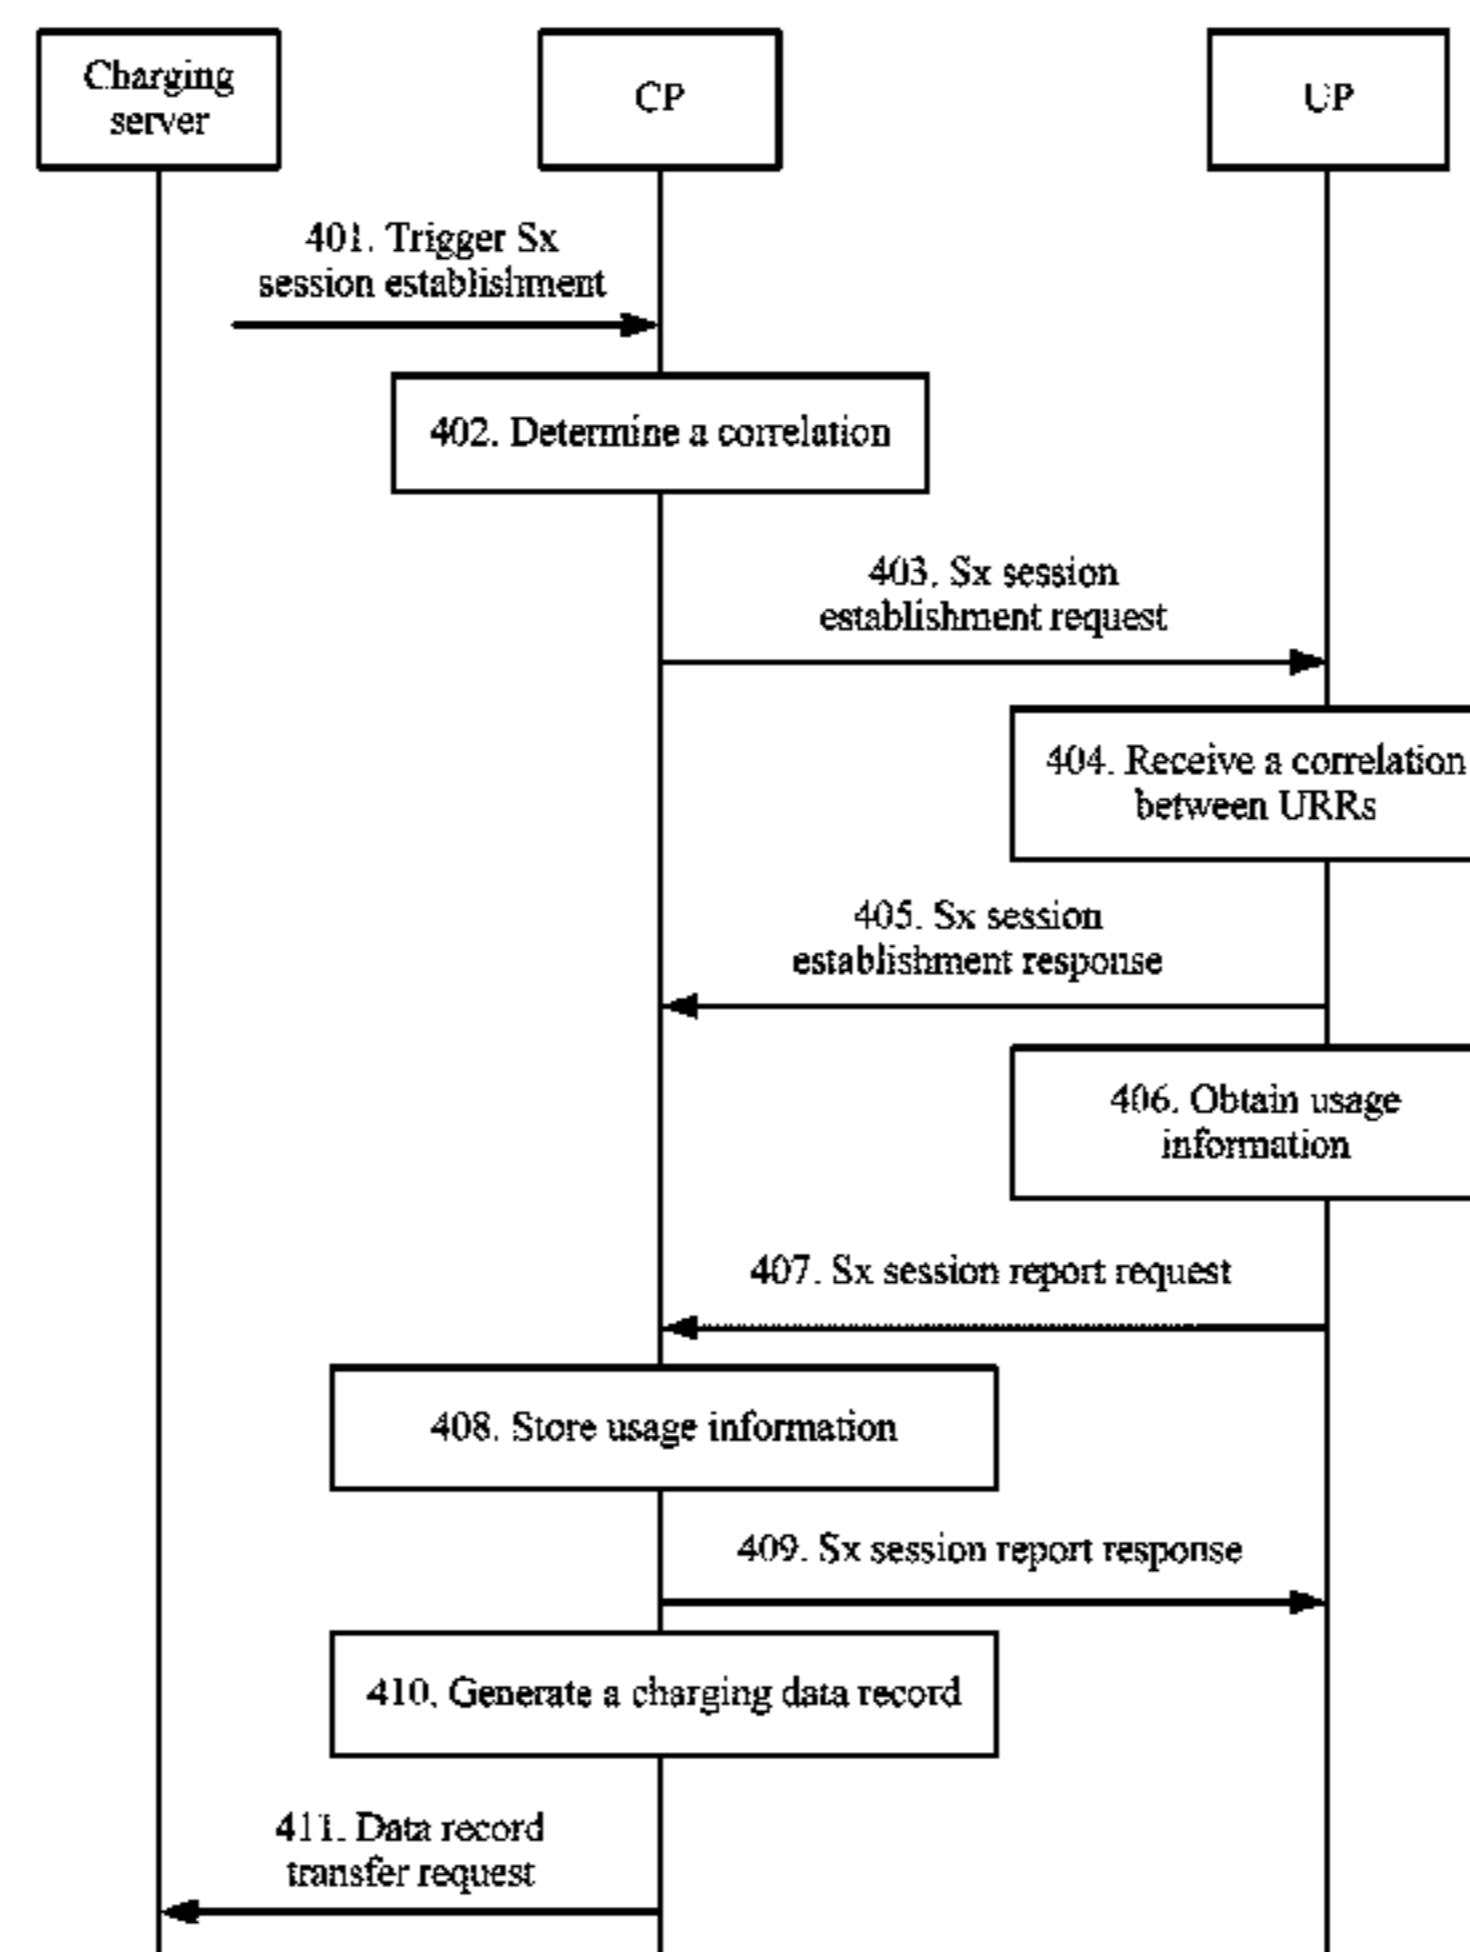 Charging
server
CP
UP
401. Trigger Sx
session establishment
402. Determine a correlation
403. Sx session
establishment request
404. Receive a correlation
between URRs
405. Sx session
establishment response
406. Obtain usage
information
407. Sx session report request
408. Store usage information
409. Sx session report response
410. Generate a charging data record
411. Data record
transfer request